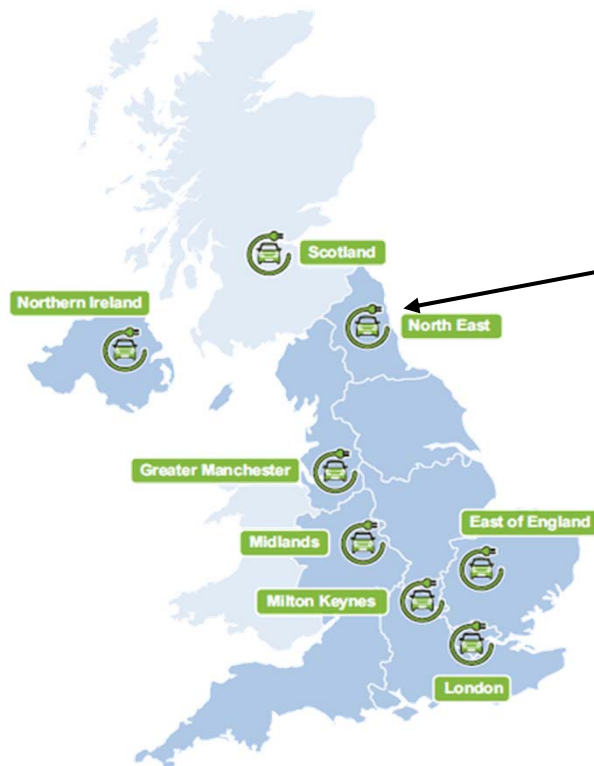 Scotland
Northern Ireland
North East
Greater Manchester
East of England
Midlands
Milton Keynes
London